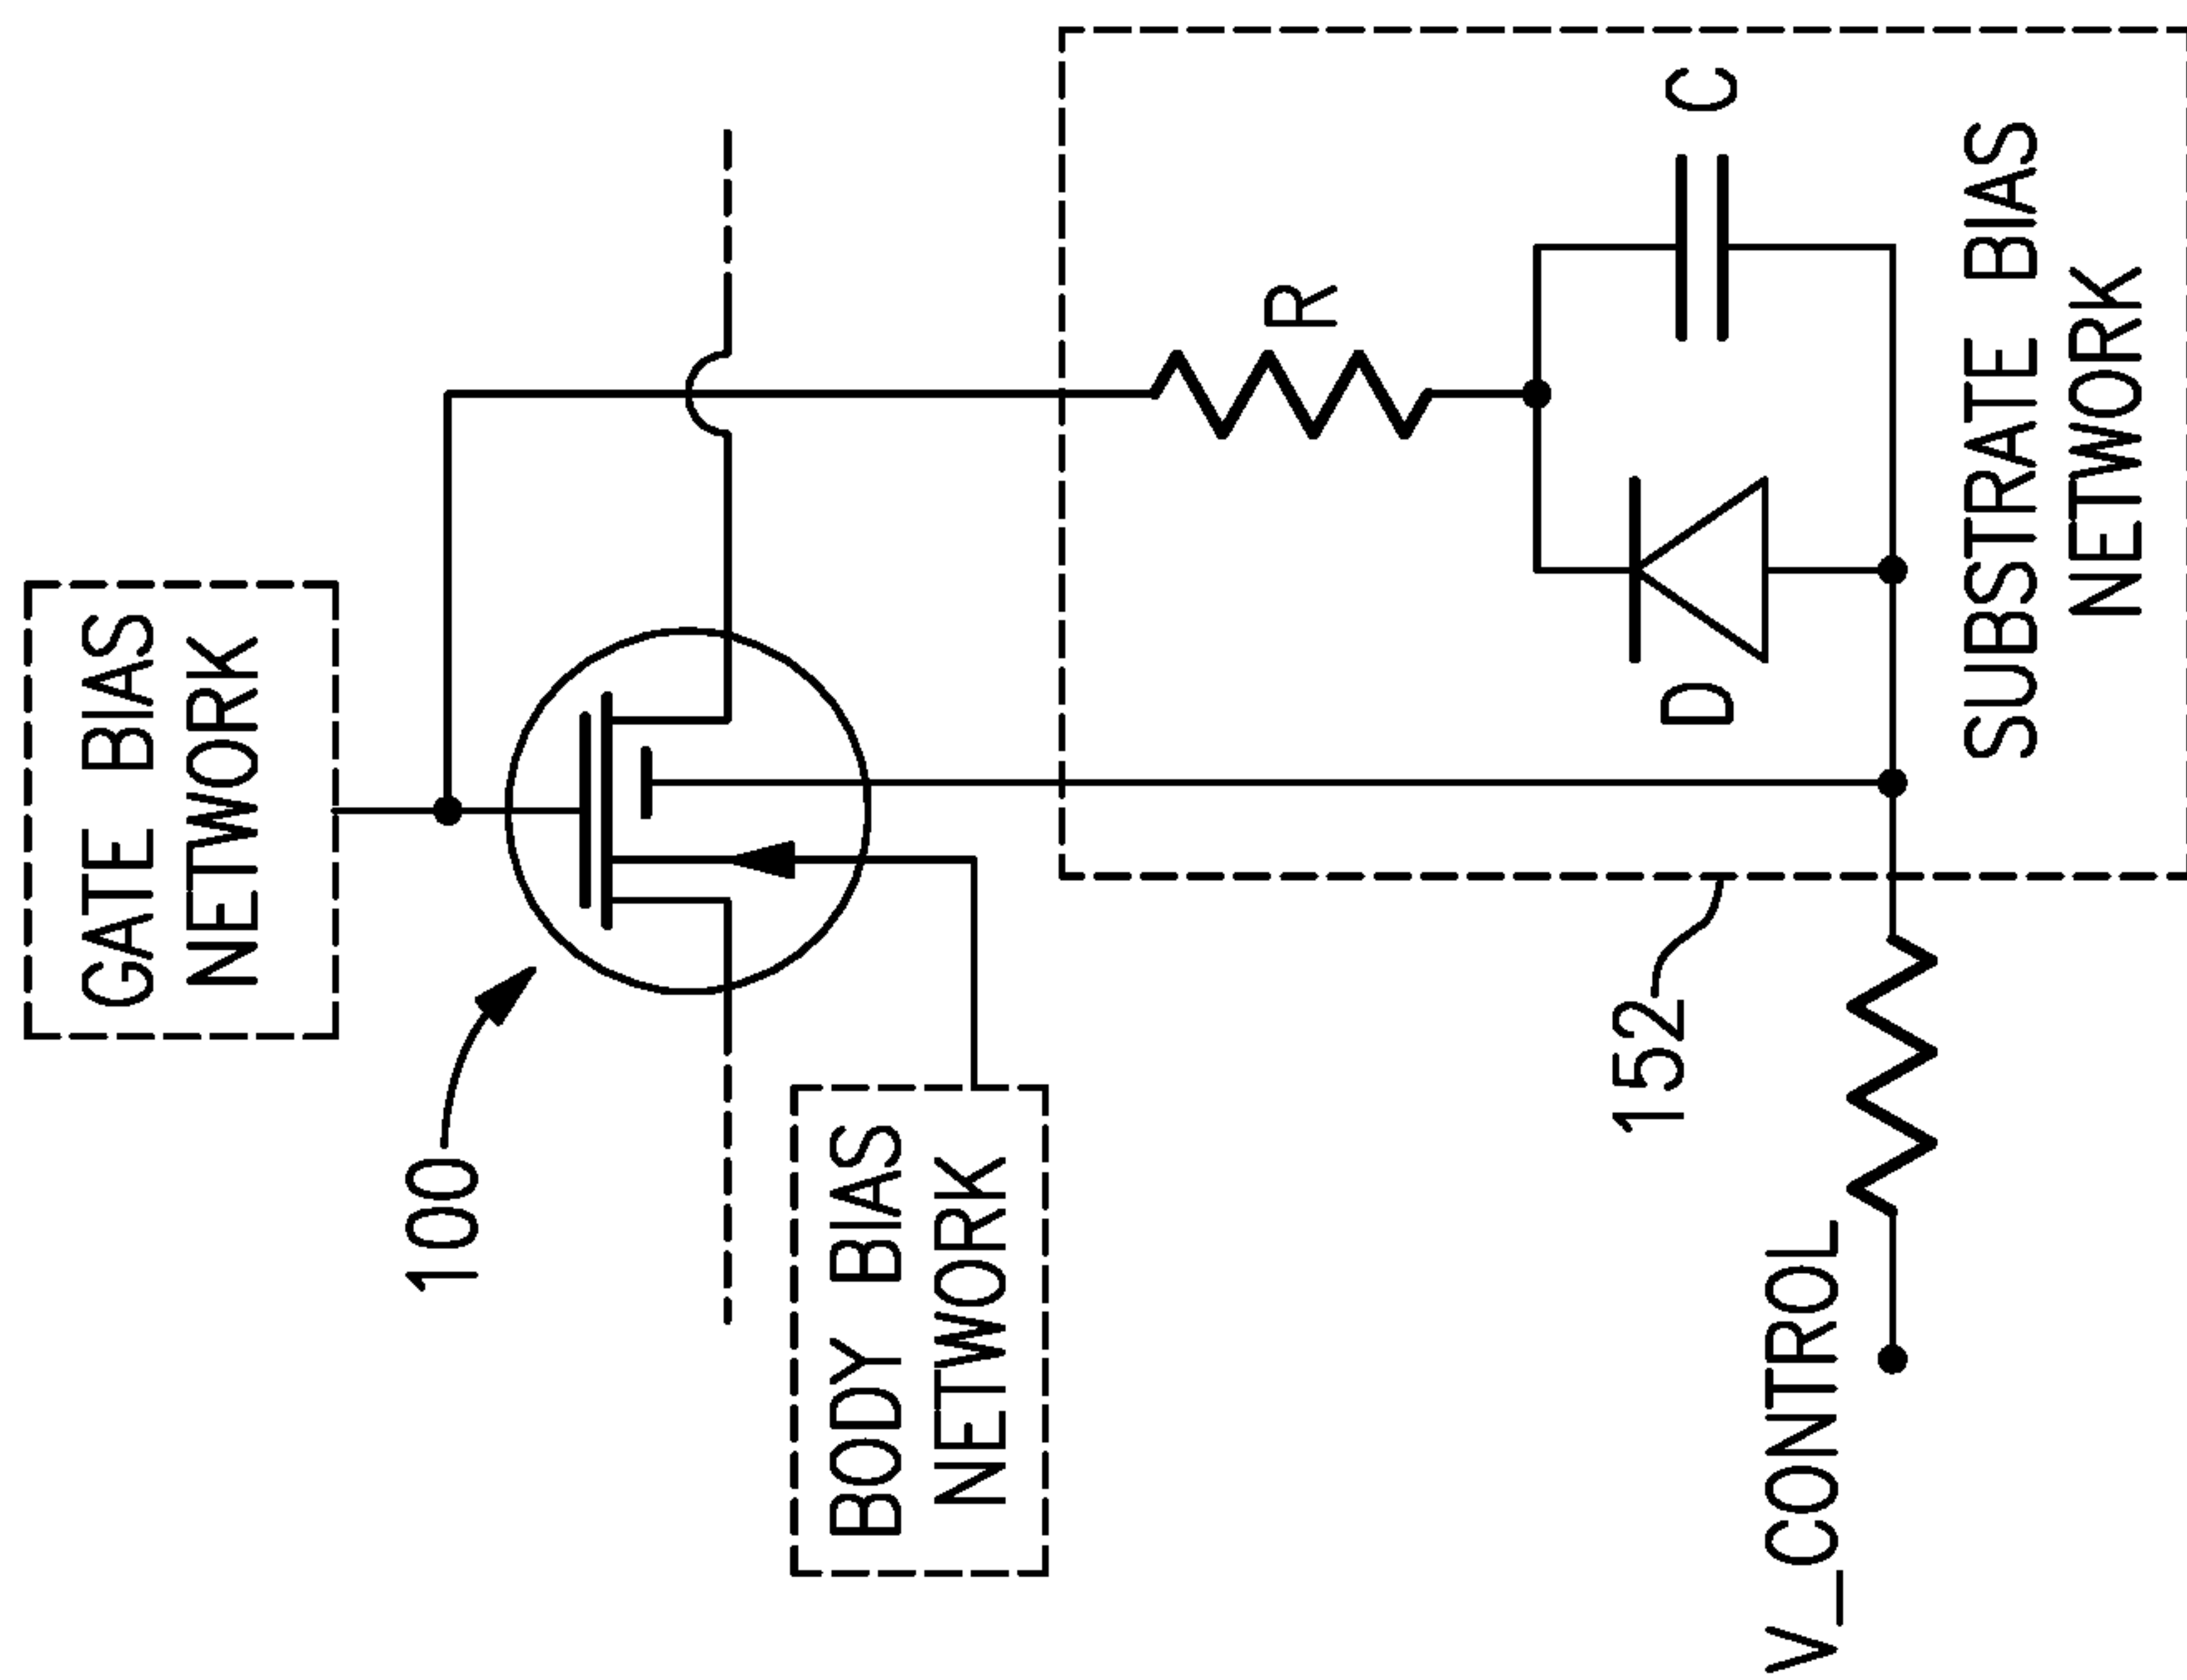 GATE BIAS
NETWORK
100
BODY BIAS
NETWORK
R
C
D
152
V_CONTROL
SUBSTRATE BIAS
NETWORK